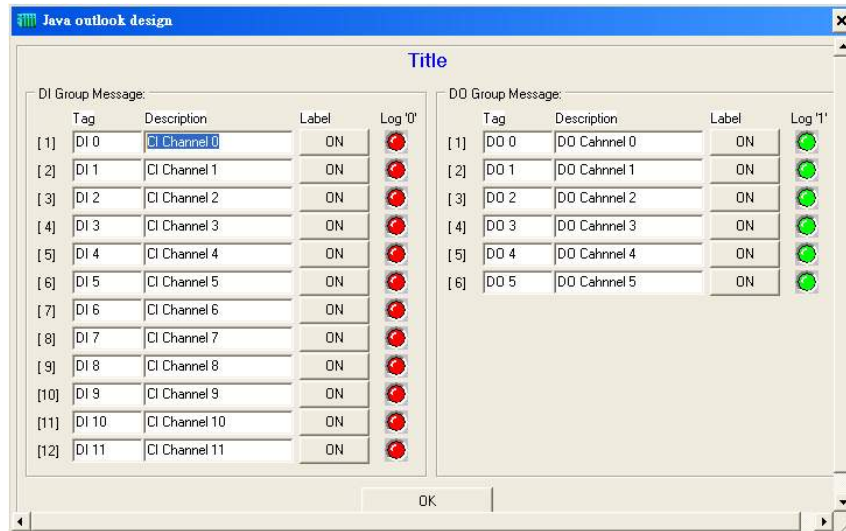 Java outlook design
Title
DI Group Message:
Tag Description Label Log '0'
[ 1] DI 0 CI Channel 0 ON
[ 2] DI 1 CI Channel 1 ON
[ 3] DI 2 CI Channel 2 ON
[ 4] DI 3 CI Channel 3 ON
[ 5] DI 4 CI Channel 4 ON
[ 6] DI 5 CI Channel 5 ON
[ 7] DI 6 CI Channel 6 ON
[ 8] DI 7 CI Channel 7 ON
[ 9] DI 8 CI Channel 8 ON
[10] DI 9 CI Channel 9 ON
[11] DI 10 CI Channel 10 ON
[12] DI 11 CI Channel 11 ON
DO Group Message:
Tag Description Label Log '1'
[ 1] DO 0 DO Cahnnel 0 ON
[ 2] DO 1 DO Cahnnel 1 ON
[ 3] DO 2 DO Cahnnel 2 ON
[ 4] DO 3 DO Cahnnel 3 ON
[ 5] DO 4 DO Cahnnel 4 ON
[ 6] DO 5 DO Cahnnel 5 ON
OK